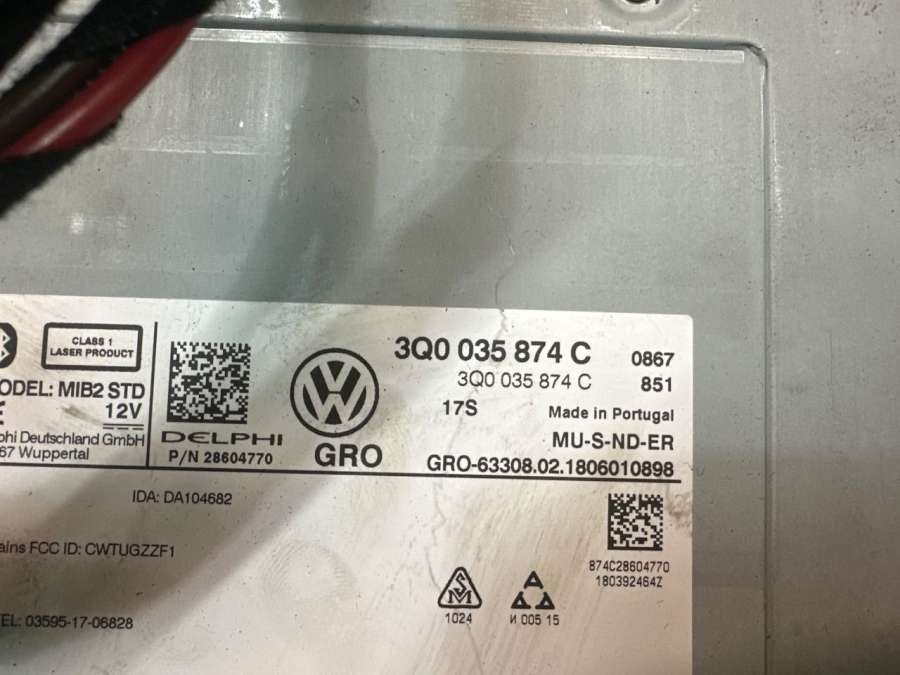 CLASS 1
LASER PRODUCT
ODEL: MIB2 STD
12V
phi Deutschland GmbH
67 Wuppertal
DELPHI
P/N 28604770
GRO
3Q0 035 874 C 0867
3Q0 035 874 C 851
17S Made in Portugal
MU-S-ND-ER
GRO-63308.02.1806010898
IDA: DA104682
ains FCC ID: CWTUGZZF1
EL: 03595-17-06828
874C28604770
180392464Z
1024
И 005 15